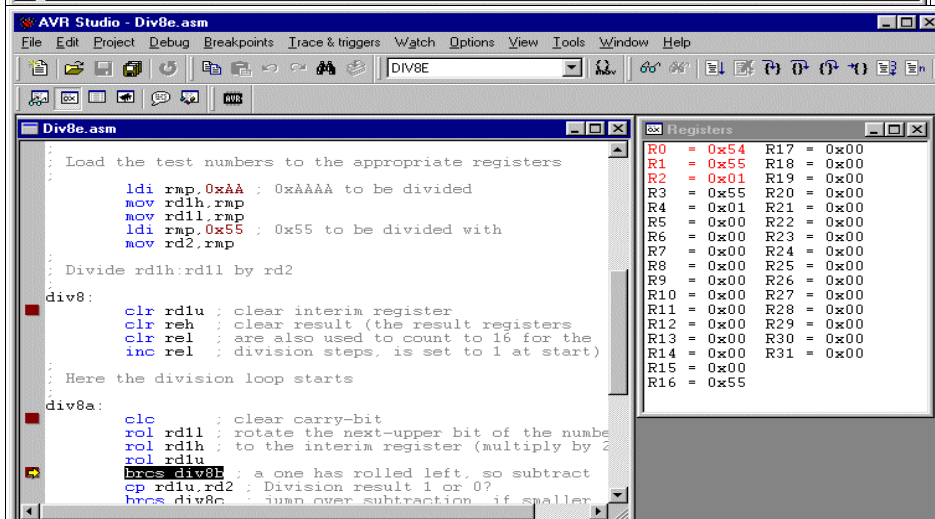 AVR Studio - Div8e.asm
File Edit Project Debug Breakpoints Trace & triggers Watch Options View Tools Window Help
DIV8E
AVR
Div8e.asm
;
; Load the test numbers to the appropriate registers
;
ldi rmp,0xAA ; 0xAAAA to be divided
mov rd1h,rmp
mov rd1l,rmp
ldi rmp,0x55 ; 0x55 to be divided with
mov rd2,rmp
;
; Divide rd1h:rd1l by rd2
;
div8:
clr rd1u ; clear interim register
clr reh ; clear result (the result registers
clr rel ; are also used to count to 16 for the
inc rel ; division steps, is set to 1 at start)
;
; Here the division loop starts
;
div8a:
clc ; clear carry-bit
rol rd1l ; rotate the next-upper bit of the numbe
rol rd1h ; to the interim register (multiply by 2
rol rd1u
brcs div8b ; a one has rolled left, so subtract
cp rd1u,rd2 ; Division result 1 or 0?
brcs div8c ; jump over subtraction, if smaller
Registers
R0 = 0x54 R17 = 0x00
R1 = 0x55 R18 = 0x00
R2 = 0x01 R19 = 0x00
R3 = 0x55 R20 = 0x00
R4 = 0x01 R21 = 0x00
R5 = 0x00 R22 = 0x00
R6 = 0x00 R23 = 0x00
R7 = 0x00 R24 = 0x00
R8 = 0x00 R25 = 0x00
R9 = 0x00 R26 = 0x00
R10 = 0x00 R27 = 0x00
R11 = 0x00 R28 = 0x00
R12 = 0x00 R29 = 0x00
R13 = 0x00 R30 = 0x00
R14 = 0x00 R31 = 0x00
R15 = 0x00
R16 = 0x55